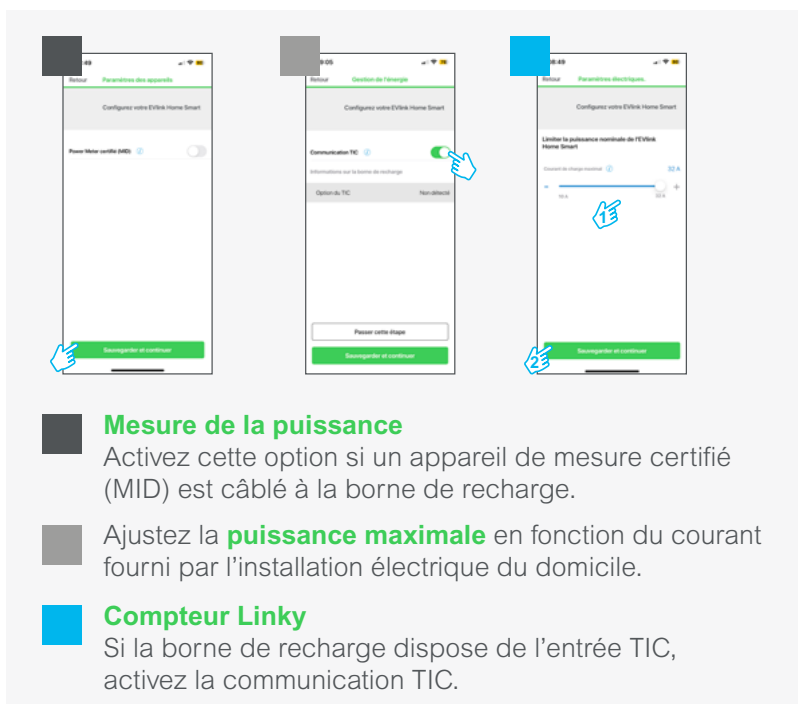 :49
Retour Paramètres des appareils
Configurez votre EVlink Home Smart
Power Meter certifié (MID)
Sauvegarder et continuer
9:05
Retour Gestion de l'énergie
Configurez votre EVlink Home Smart
Communication TIC
Informations sur la borne de recharge
Option du TIC Non détecté
Passer cette étape
Sauvegarder et continuer
8:49
Retour Paramètres électriques.
Configurez votre EVlink Home Smart
Limiter la puissance nominale de l'EVlink
Home Smart
Courant de charge maximal 32 A
- +
10 A 32 A
1
2 Sauvegarder et continuer
Mesure de la puissance
Activez cette option si un appareil de mesure certifié
(MID) est câblé à la borne de recharge.
Ajustez la puissance maximale en fonction du courant
fourni par l'installation électrique du domicile.
Compteur Linky
Si la borne de recharge dispose de l'entrée TIC,
activez la communication TIC.